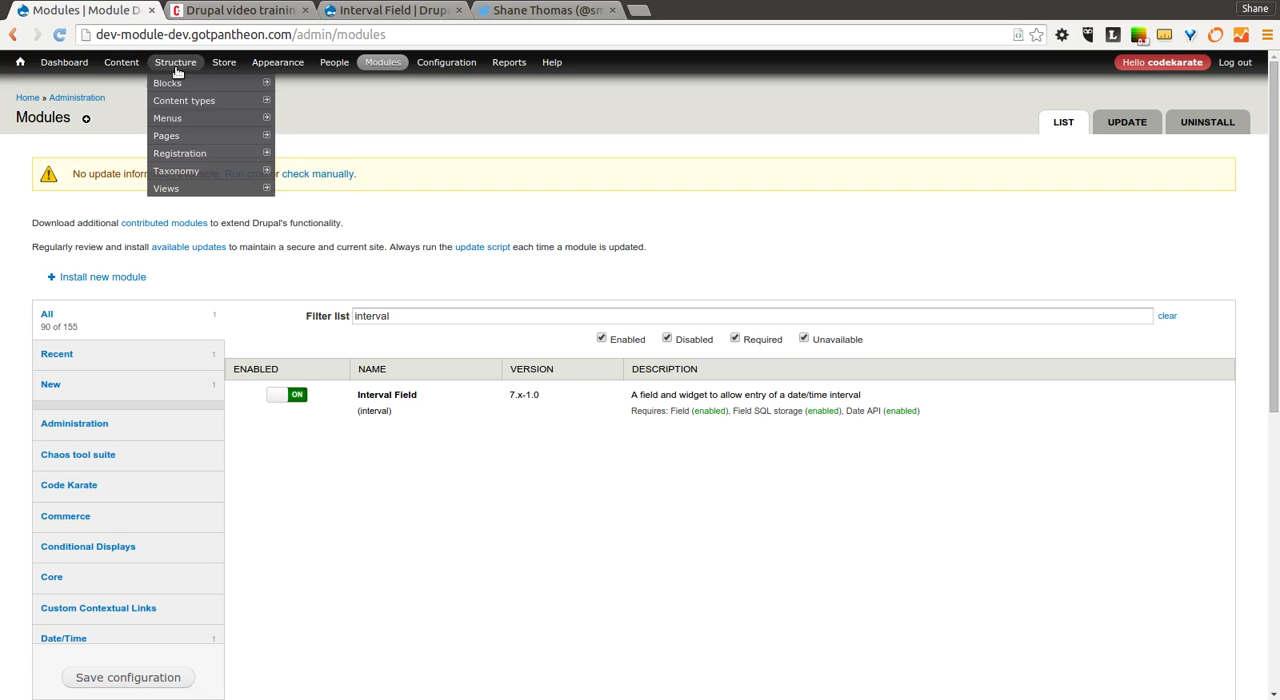 Modules | Module D
Drupal video trainin
Interval Field | Drup
Shane Thomas (@sm
Shane
dev-module-dev.gotpantheon.com/admin/modules
Dashboard Content Structure Store Appearance People Modules Configuration Reports Help
Hello codekarate Log out
Blocks
Content types
Menus
Pages
Registration
Taxonomy
Views
Home » Administration
Modules
LIST UPDATE UNINSTALL
No update inform check manually.
Download additional contributed modules to extend Drupal's functionality.
Regularly review and install available updates to maintain a secure and current site. Always run the update script each time a module is updated.
Install new module
All 1
90 of 155
Recent 1
New 1
Administration
Chaos tool suite
Code Karate
Commerce
Conditional Displays
Core
Custom Contextual Links
Date/Time 1
Save configuration
Filter list interval clear
Enabled Disabled Required Unavailable
ENABLED NAME VERSION DESCRIPTION
ON Interval Field 7.x-1.0 A field and widget to allow entry of a date/time interval
(interval) Requires: Field (enabled), Field SQL storage (enabled), Date API (enabled)